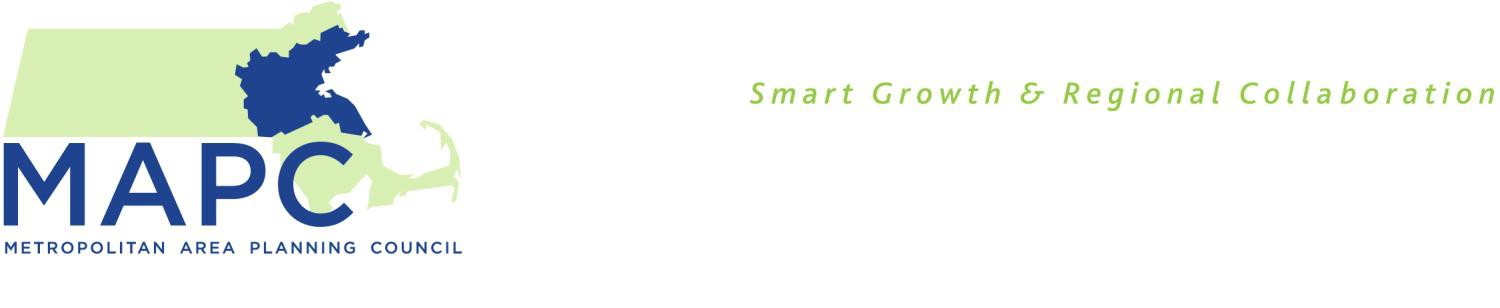 Smart Growth & Regional Collaboration
MAPC
METROPOLITAN AREA PLANNING COUNCIL